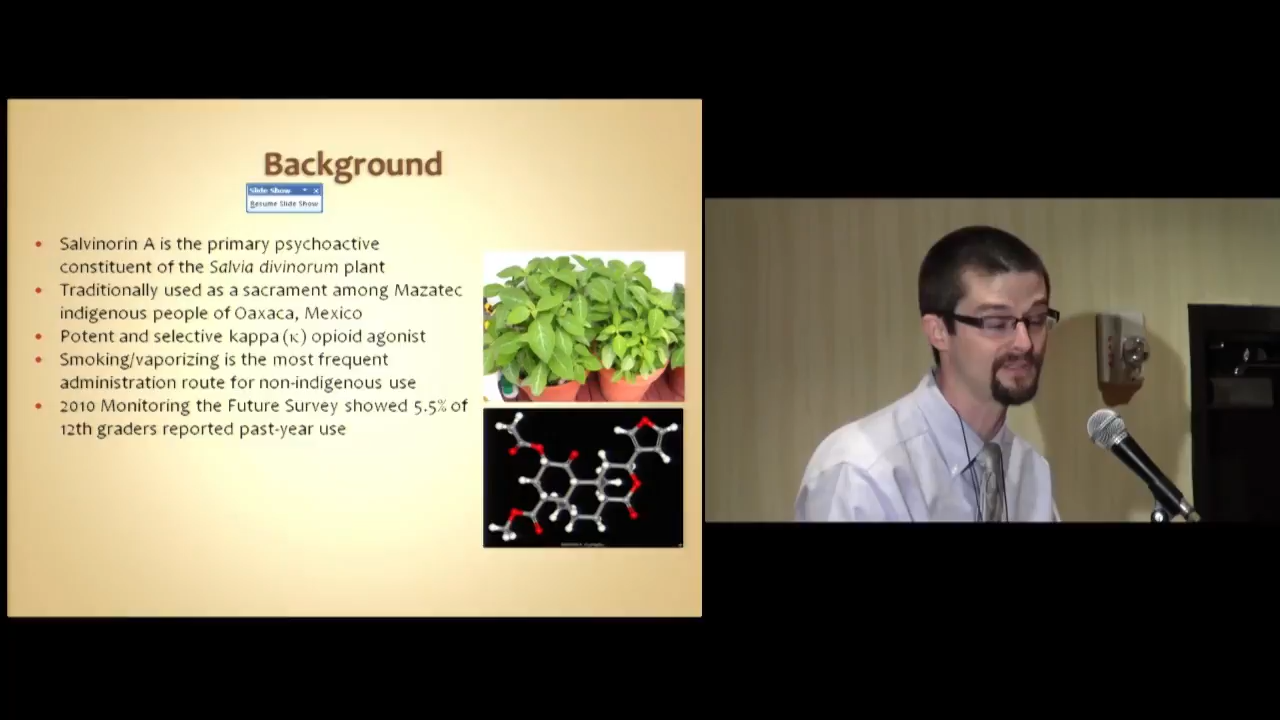 Background
Slide Show
Resume Slide Show
• Salvinorin A is the primary psychoactive
constituent of the Salvia divinorum plant
• Traditionally used as a sacrament among Mazatec
indigenous people of Oaxaca, Mexico
• Potent and selective kappa (κ) opioid agonist
• Smoking/vaporizing is the most frequent
administration route for non-indigenous use
• 2010 Monitoring the Future Survey showed 5.5% of
12th graders reported past-year use